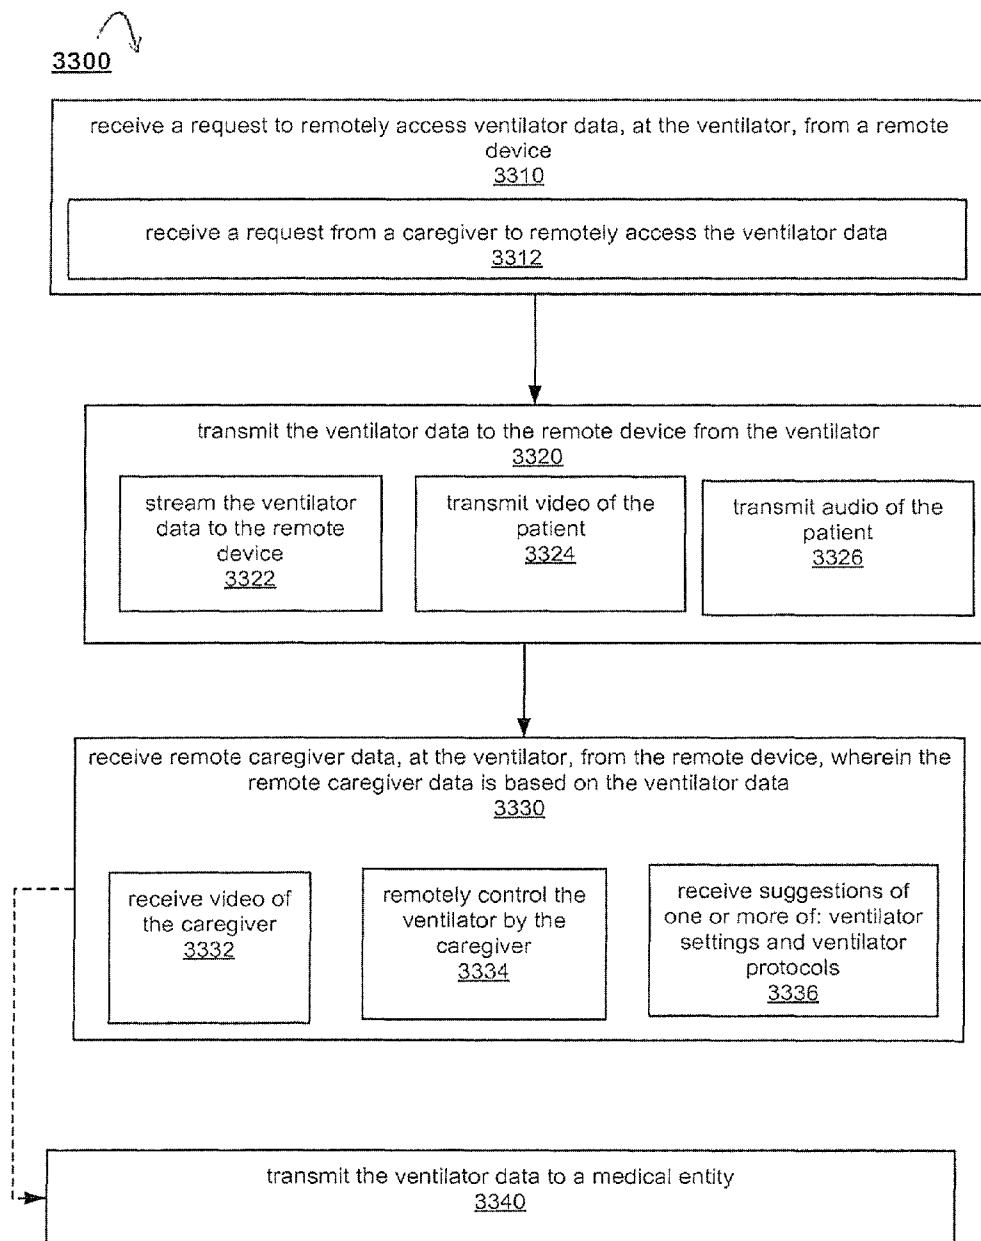 3300
receive a request to remotely access ventilator data, at the ventilator, from a remote
device
3310
receive a request from a caregiver to remotely access the ventilator data
3312
transmit the ventilator data to the remote device from the ventilator
3320
stream the ventilator
data to the remote
device
3322
transmit video of the
patient
3324
transmit audio of the
patient
3326
receive remote caregiver data, at the ventilator, from the remote device, wherein the
remote caregiver data is based on the ventilator data
3330
receive video of
the caregiver
3332
remotely control the
ventilator by the
caregiver
3334
receive suggestions of
one or more of: ventilator
settings and ventilator
protocols
3336
transmit the ventilator data to a medical entity
3340